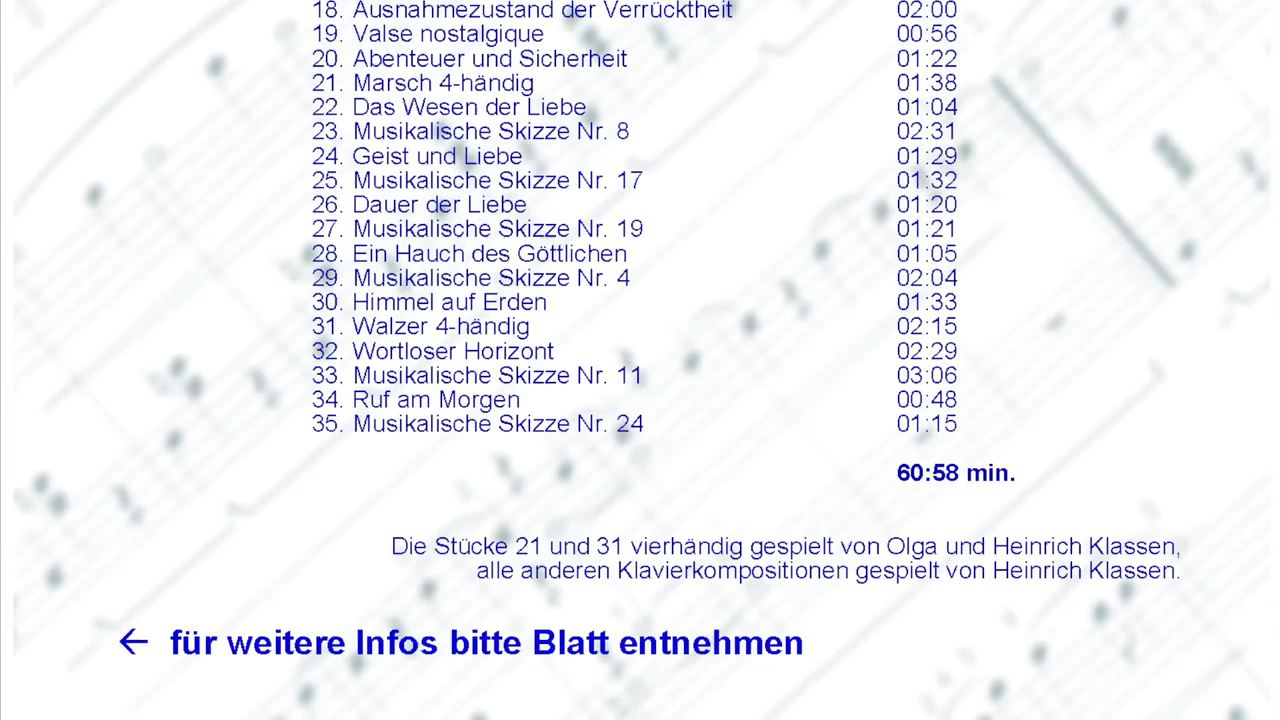 18. Ausnahmezustand der Verrücktheit 02:00
19. Valse nostalgique 00:56
20. Abenteuer und Sicherheit 01:22
21. Marsch 4-händig 01:38
22. Das Wesen der Liebe 01:04
23. Musikalische Skizze Nr. 8 02:31
24. Geist und Liebe 01:29
25. Musikalische Skizze Nr. 17 01:32
26. Dauer der Liebe 01:20
27. Musikalische Skizze Nr. 19 01:21
28. Ein Hauch des Göttlichen 01:05
29. Musikalische Skizze Nr. 4 02:04
30. Himmel auf Erden 01:33
31. Walzer 4-händig 02:15
32. Wortloser Horizont 02:29
33. Musikalische Skizze Nr. 11 03:06
34. Ruf am Morgen 00:48
35. Musikalische Skizze Nr. 24 01:15
60:58 min.
Die Stücke 21 und 31 vierhändig gespielt von Olga und Heinrich Klassen,
alle anderen Klavierkompositionen gespielt von Heinrich Klassen.
← für weitere Infos bitte Blatt entnehmen